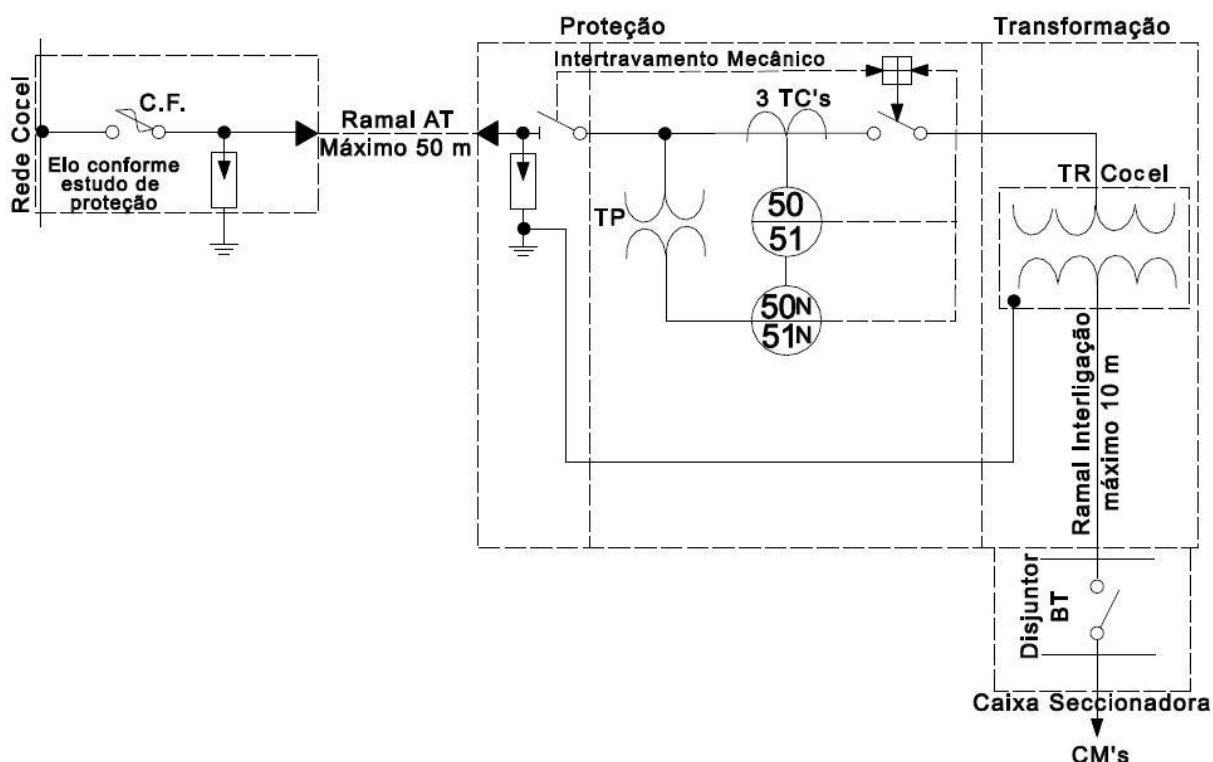 Rede Cocel
C.F.
Elo conforme
estudo de
proteção
Ramal AT
Máximo 50 m
Proteção
Intertravamento Mecânico
3 TC's
TP
50
51
50N
51N
Transformação
TR Cocel
Ramal Interligação
máximo 10 m
Disjuntor
BT
Caixa Seccionadora
CM's